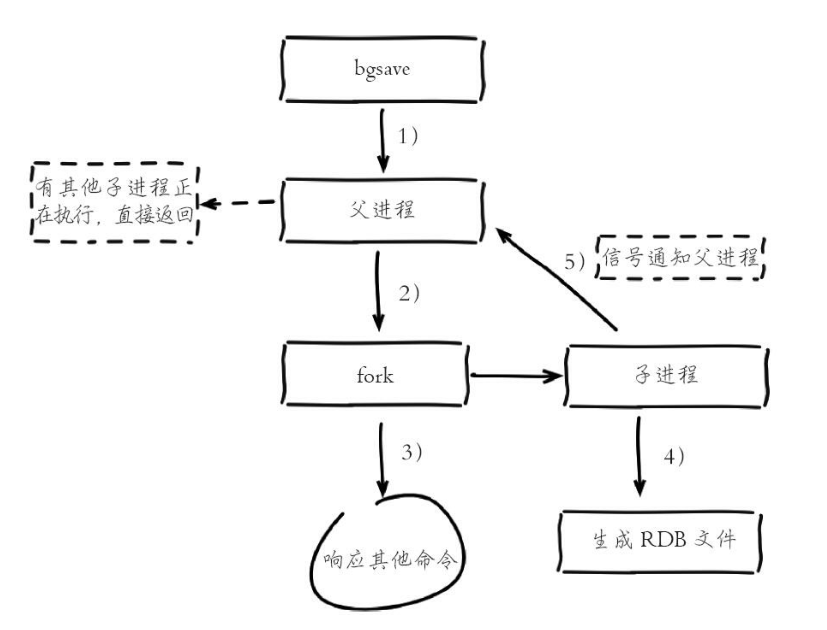 bgsave
1)
有其他子进程正
在执行，直接返回
父进程
5)
信号通知父进程
2)
fork
子进程
3)
4)
响应其他命令
生成 RDB 文件